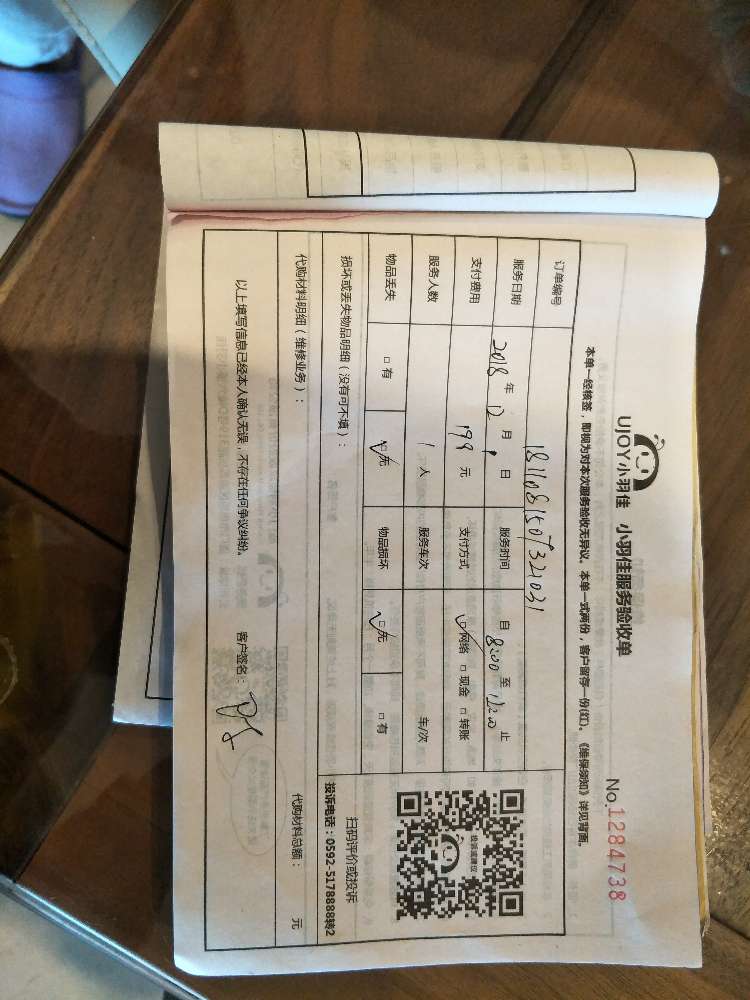 UJOY小羽佳 小羽佳服务验收单
No.1284738
本单一经核签，即视为对本次服务验收无异议。本单一式两份，客户留存一份(红)。《维保须知》详见背面。
订单编号
服务日期 2018 年 12 月 日 服务时间 自 8:00 至 12:00 止
支付费用 199 元 支付方式 ☑网络 □现金 □转账
服务人数 1 人 服务车次 车/次
物品丢失 □有 ☑无 物品损坏 ☑无 □有
损坏或丢失物品明细（没有可不填）：
扫码评价或投诉
投诉电话：0592-5178888转2
代购材料明细（维修业务）：
代购材料总额： 元
以上填写信息已经本人确认无误，不存在任何争议纠纷。 客户签名：